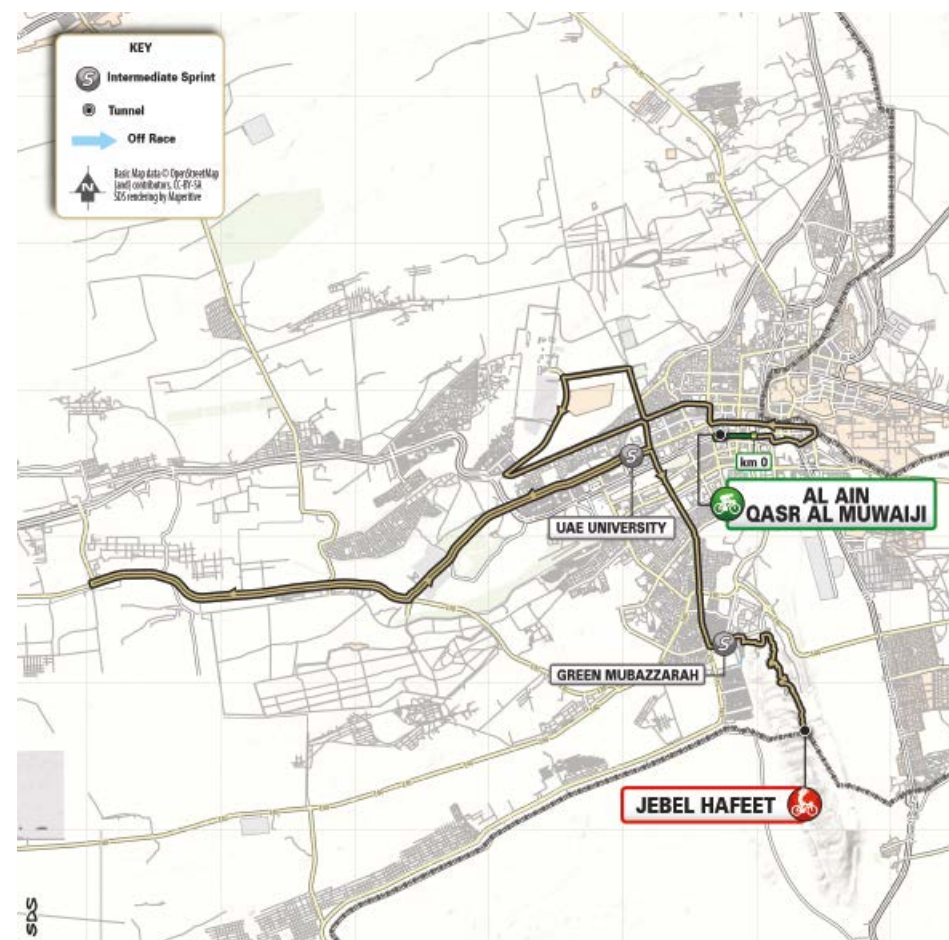 KEY
S Intermediate Sprint
Tunnel
Off Race
N
Basic Map data © OpenStreetMap
(and) contributors, CC-BY-SA
SDS rendering by Maperitive
S
km 0
AL AIN
QASR AL MUWAIJI
UAE UNIVERSITY
S
GREEN MUBAZZARAH
JEBEL HAFEET
SDS